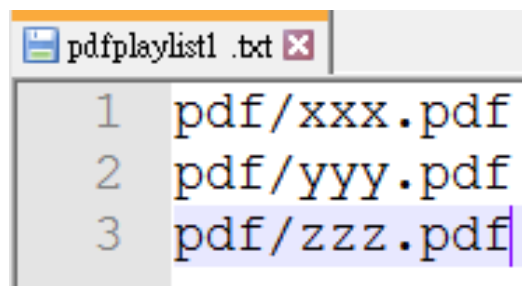 pdfplaylist1 .txt
1 pdf/xxx.pdf
2 pdf/yyy.pdf
3 pdf/zzz.pdf